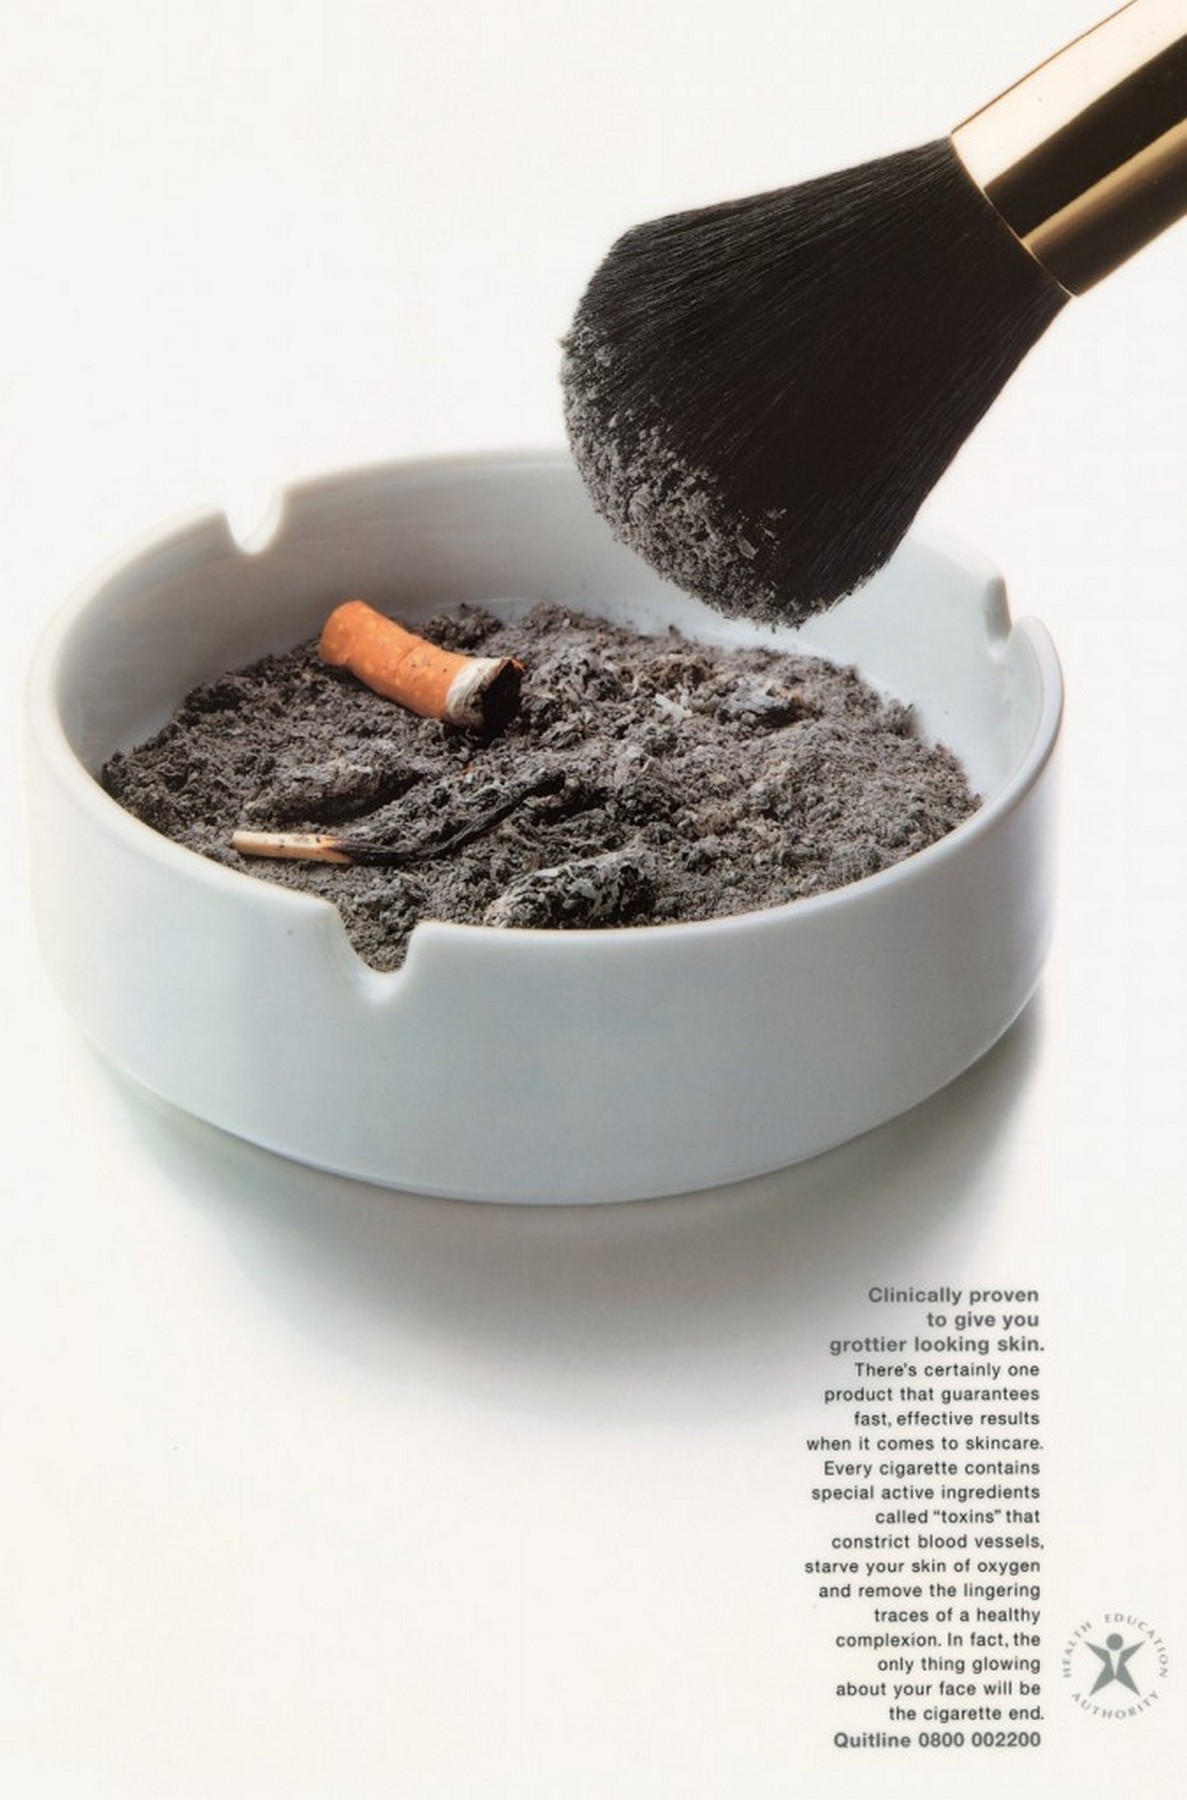 Clinically proven
to give you
grottier looking skin.
There's certainly one
product that guarantees
fast, effective results
when it comes to skincare.
Every cigarette contains
special active ingredients
called “toxins” that
constrict blood vessels,
starve your skin of oxygen
and remove the lingering
traces of a healthy
complexion. In fact, the
only thing glowing
about your face will be
the cigarette end.
Quitline 0800 002200
HEALTH EDUCATION
AUTHORITY